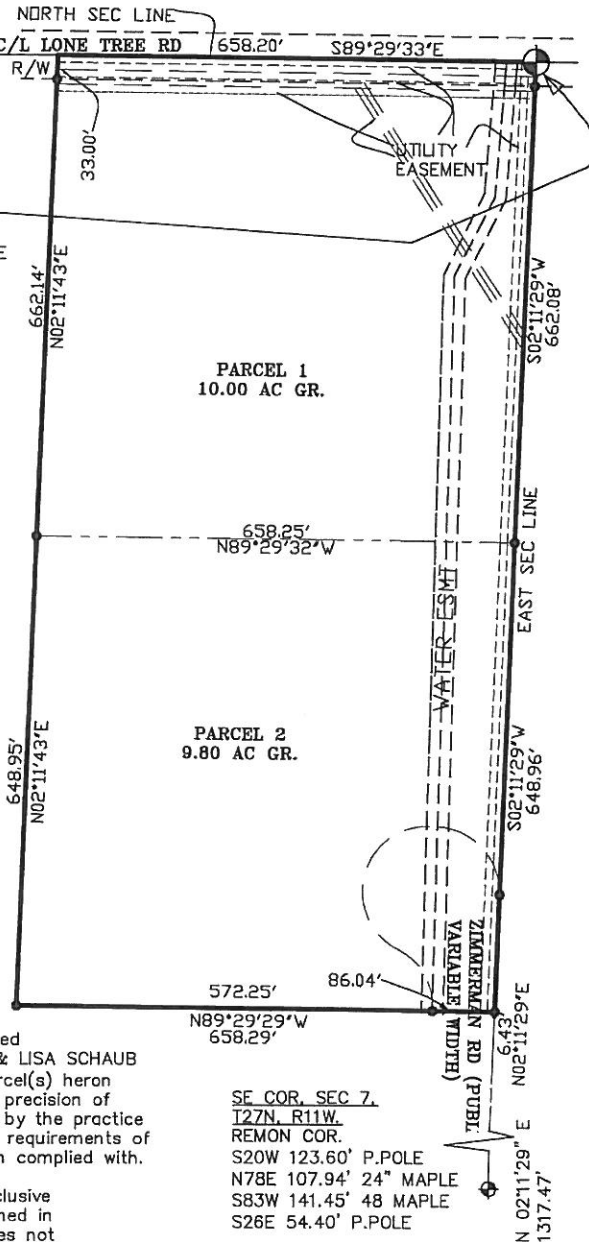 NORTH SEC LINE
C/L LONE TREE RD 658.20' S89°29'33"E
R/W
33.00'
UTILITY
EASEMENT
E
662.14'
N02°11'43"E
S02°11'29"W
662.08'
PARCEL 1
10.00 AC GR.
658.25'
N89°29'32"W
EAST SEC LINE
WATER ESMT
PARCEL 2
9.80 AC GR.
648.95'
N02°11'43"E
S02°11'29"W
648.96'
ZIMMERMAN RD (PUBL.
VARIABLE WIDTH)
572.25'
86.04'
N89°29'29"W
658.29'
6.43'
N02°11'29"E
ed
& LISA SCHAUB
rcel(s) heron
precision of
by the practice
requirements of
n complied with.
clusive
ned in
es not
SE COR, SEC 7,
T27N, R11W.
REMON COR.
S20W 123.60' P.POLE
N78E 107.94' 24" MAPLE
S83W 141.45' 48 MAPLE
S26E 54.40' P.POLE
N 02°11'29" E
1317.47'